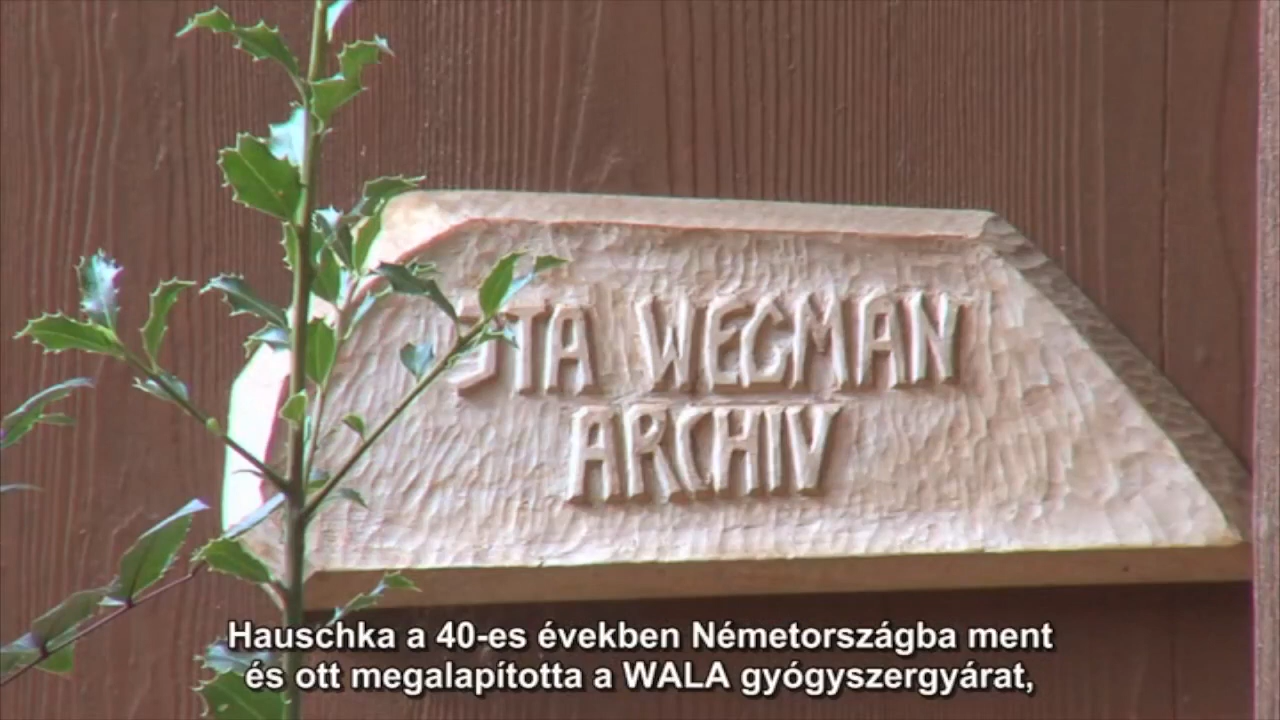 WEGMAN
ARCHIV
Hauschka a 40-es években Németországba ment
és ott megalapította a WALA gyógyszergyárat,